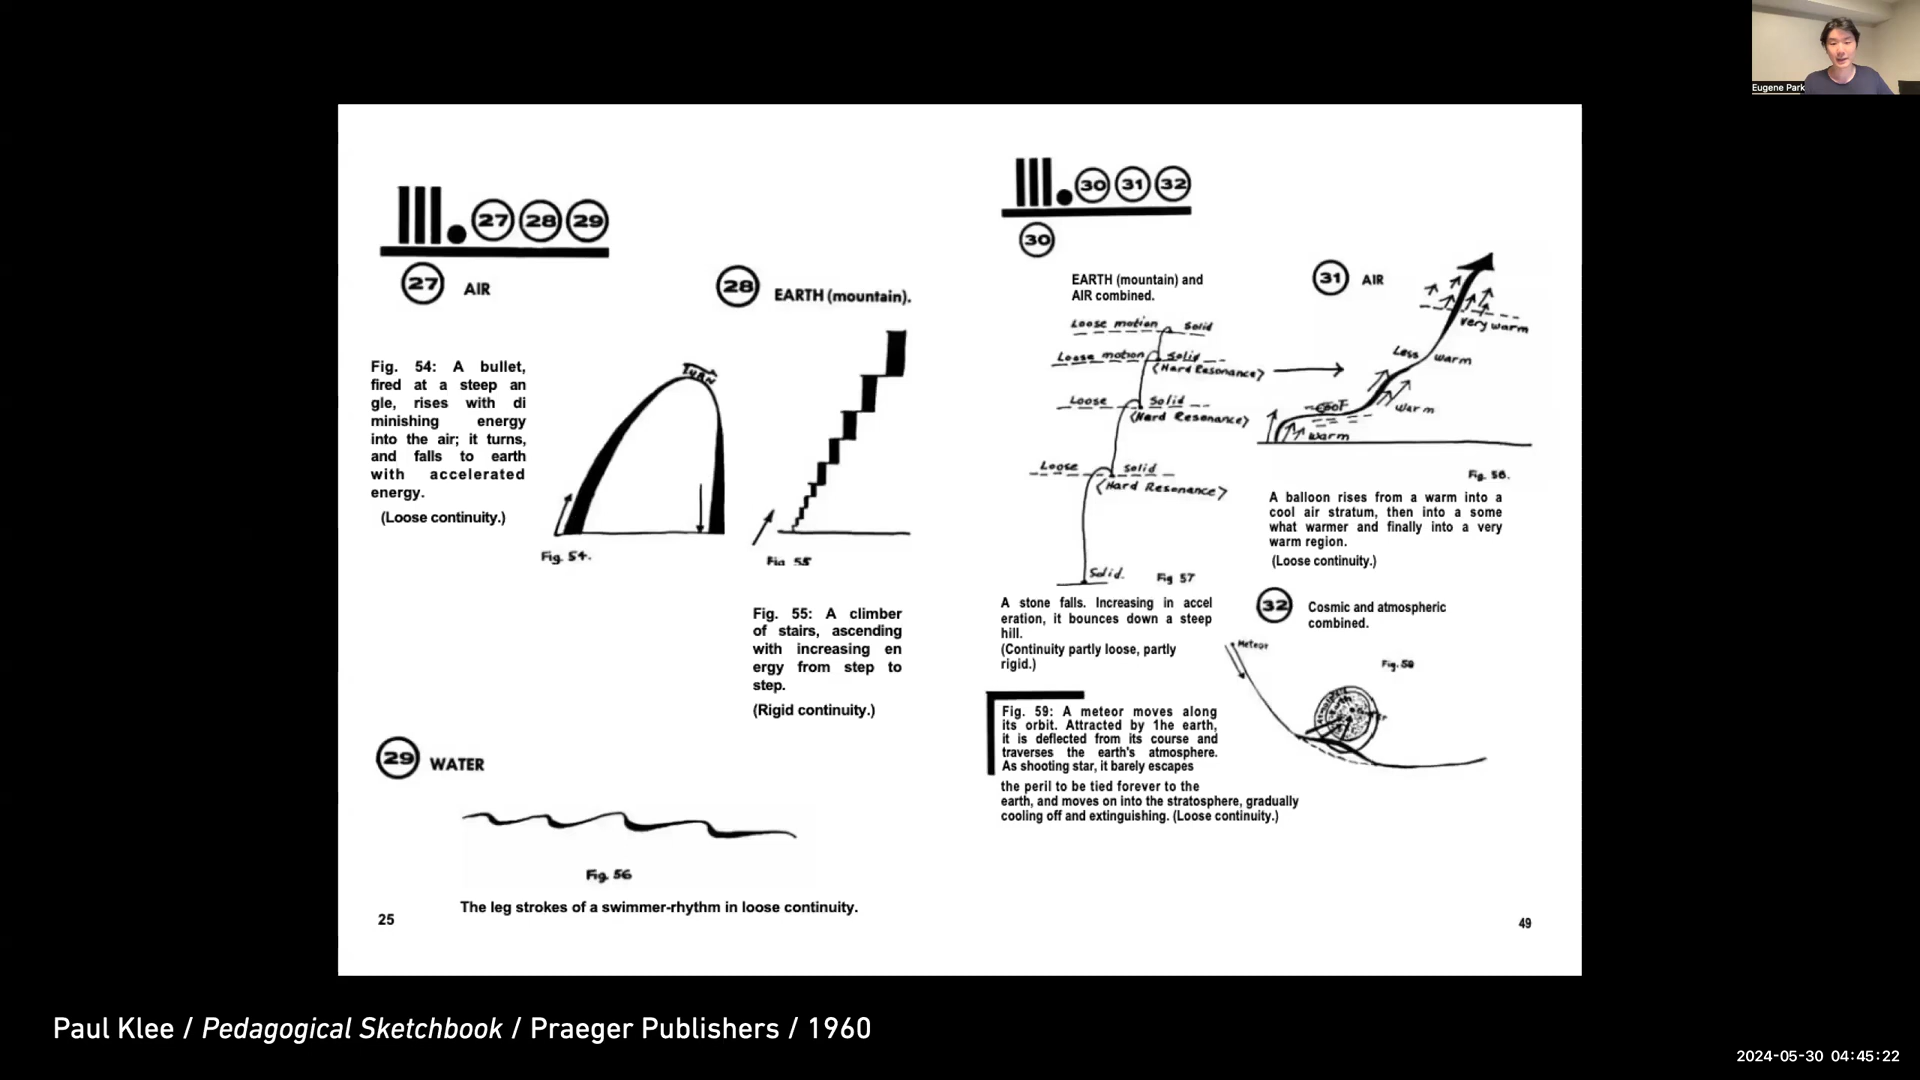 Eugene Park
III. 27 28 29
27 AIR
Fig. 54: A bullet,
fired at a steep an
gle, rises with di
minishing energy
into the air; it turns,
and falls to earth
with accelerated
energy.
(Loose continuity.)
TURN
Fig. 54.
28 EARTH (mountain).
Fig 55
Fig. 55: A climber
of stairs, ascending
with increasing en
ergy from step to
step.
(Rigid continuity.)
29 WATER
Fig. 56
The leg strokes of a swimmer-rhythm in loose continuity.
25
III. 30 31 32
30
EARTH (mountain) and
AIR combined.
Loose motion Solid
Loose motion Solid
(Hard Resonance)
Loose Solid
(Hard Resonance)
Loose Solid
(Hard Resonance)
Solid.
Fig 57
A stone falls. Increasing in accel
eration, it bounces down a steep
hill.
(Continuity partly loose, partly
rigid.)
Fig. 59: A meteor moves along
its orbit. Attracted by 1he earth,
it is deflected from its course and
traverses the earth's atmosphere.
As shooting star, it barely escapes
the peril to be tied forever to the
earth, and moves on into the stratosphere, gradually
cooling off and extinguishing. (Loose continuity.)
31 AIR
Very warm
Less warm
warm
cool
warm
A balloon rises from a warm into a
cool air stratum, then into a some
what warmer and finally into a very
warm region.
(Loose continuity.)
32 Cosmic and atmospheric
combined.
Meteor
49
Paul Klee / Pedagogical Sketchbook / Praeger Publishers / 1960
2024-05-30 04:45:22